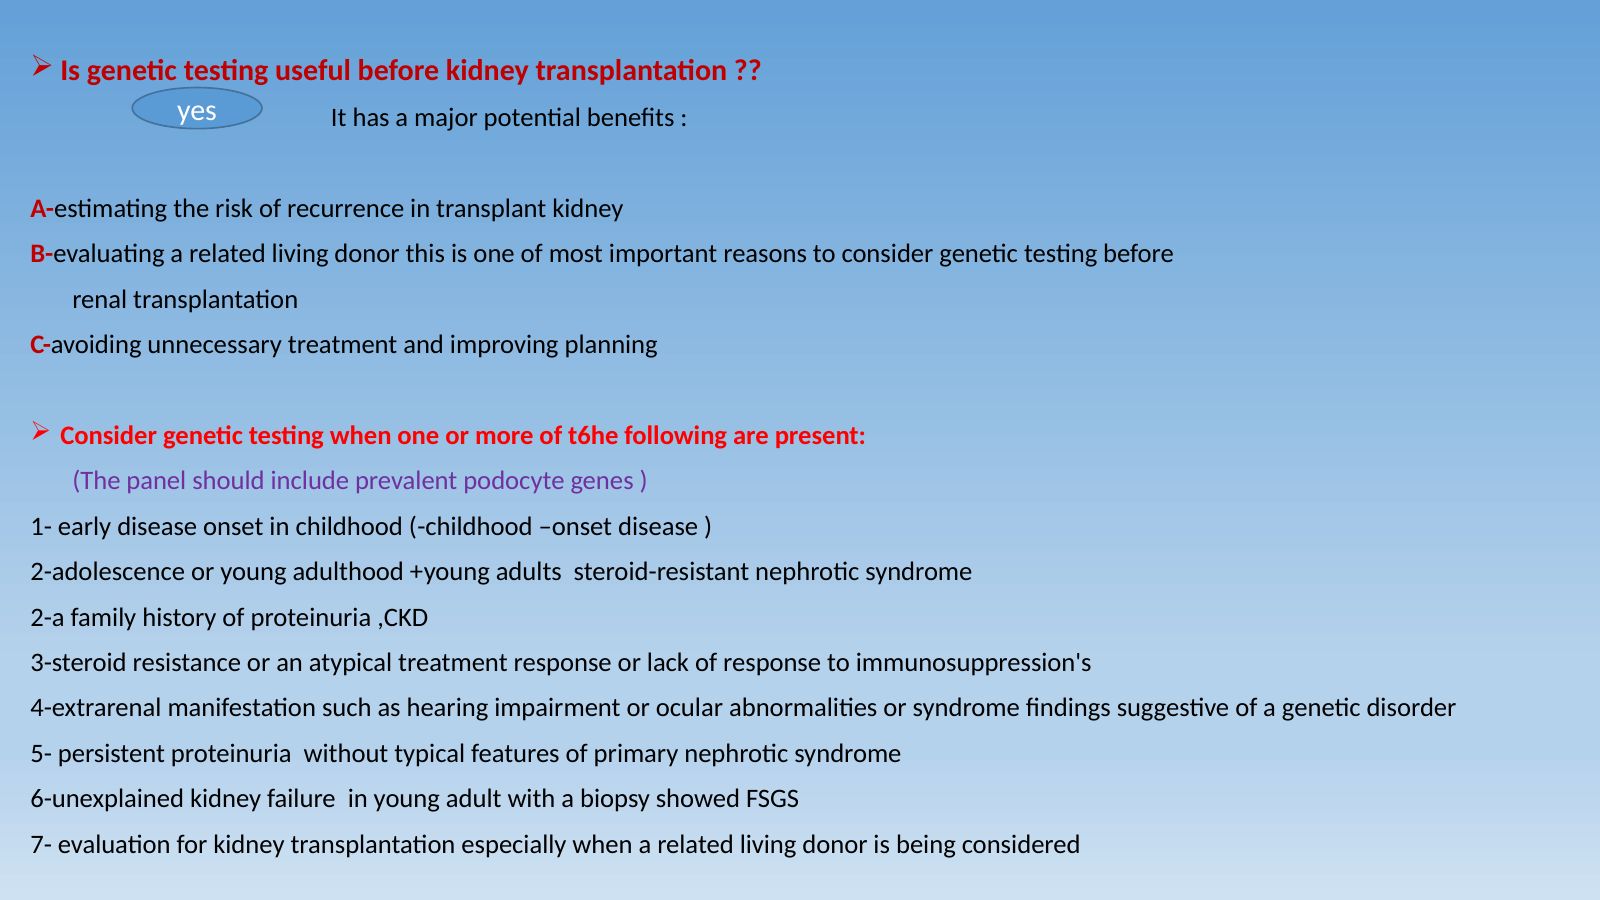 Is genetic testing useful before kidney transplantation ??
yes
It has a major potential benefits :
A-estimating the risk of recurrence in transplant kidney
B-evaluating a related living donor this is one of most important reasons to consider genetic testing before
renal transplantation
C-avoiding unnecessary treatment and improving planning
Consider genetic testing when one or more of t6he following are present:
(The panel should include prevalent podocyte genes )
1- early disease onset in childhood (-childhood –onset disease )
2-adolescence or young adulthood +young adults  steroid-resistant nephrotic syndrome
2-a family history of proteinuria ,CKD
3-steroid resistance or an atypical treatment response or lack of response to immunosuppression's
4-extrarenal manifestation such as hearing impairment or ocular abnormalities or syndrome findings suggestive of a genetic disorder
5- persistent proteinuria  without typical features of primary nephrotic syndrome
6-unexplained kidney failure  in young adult with a biopsy showed FSGS
7- evaluation for kidney transplantation especially when a related living donor is being considered